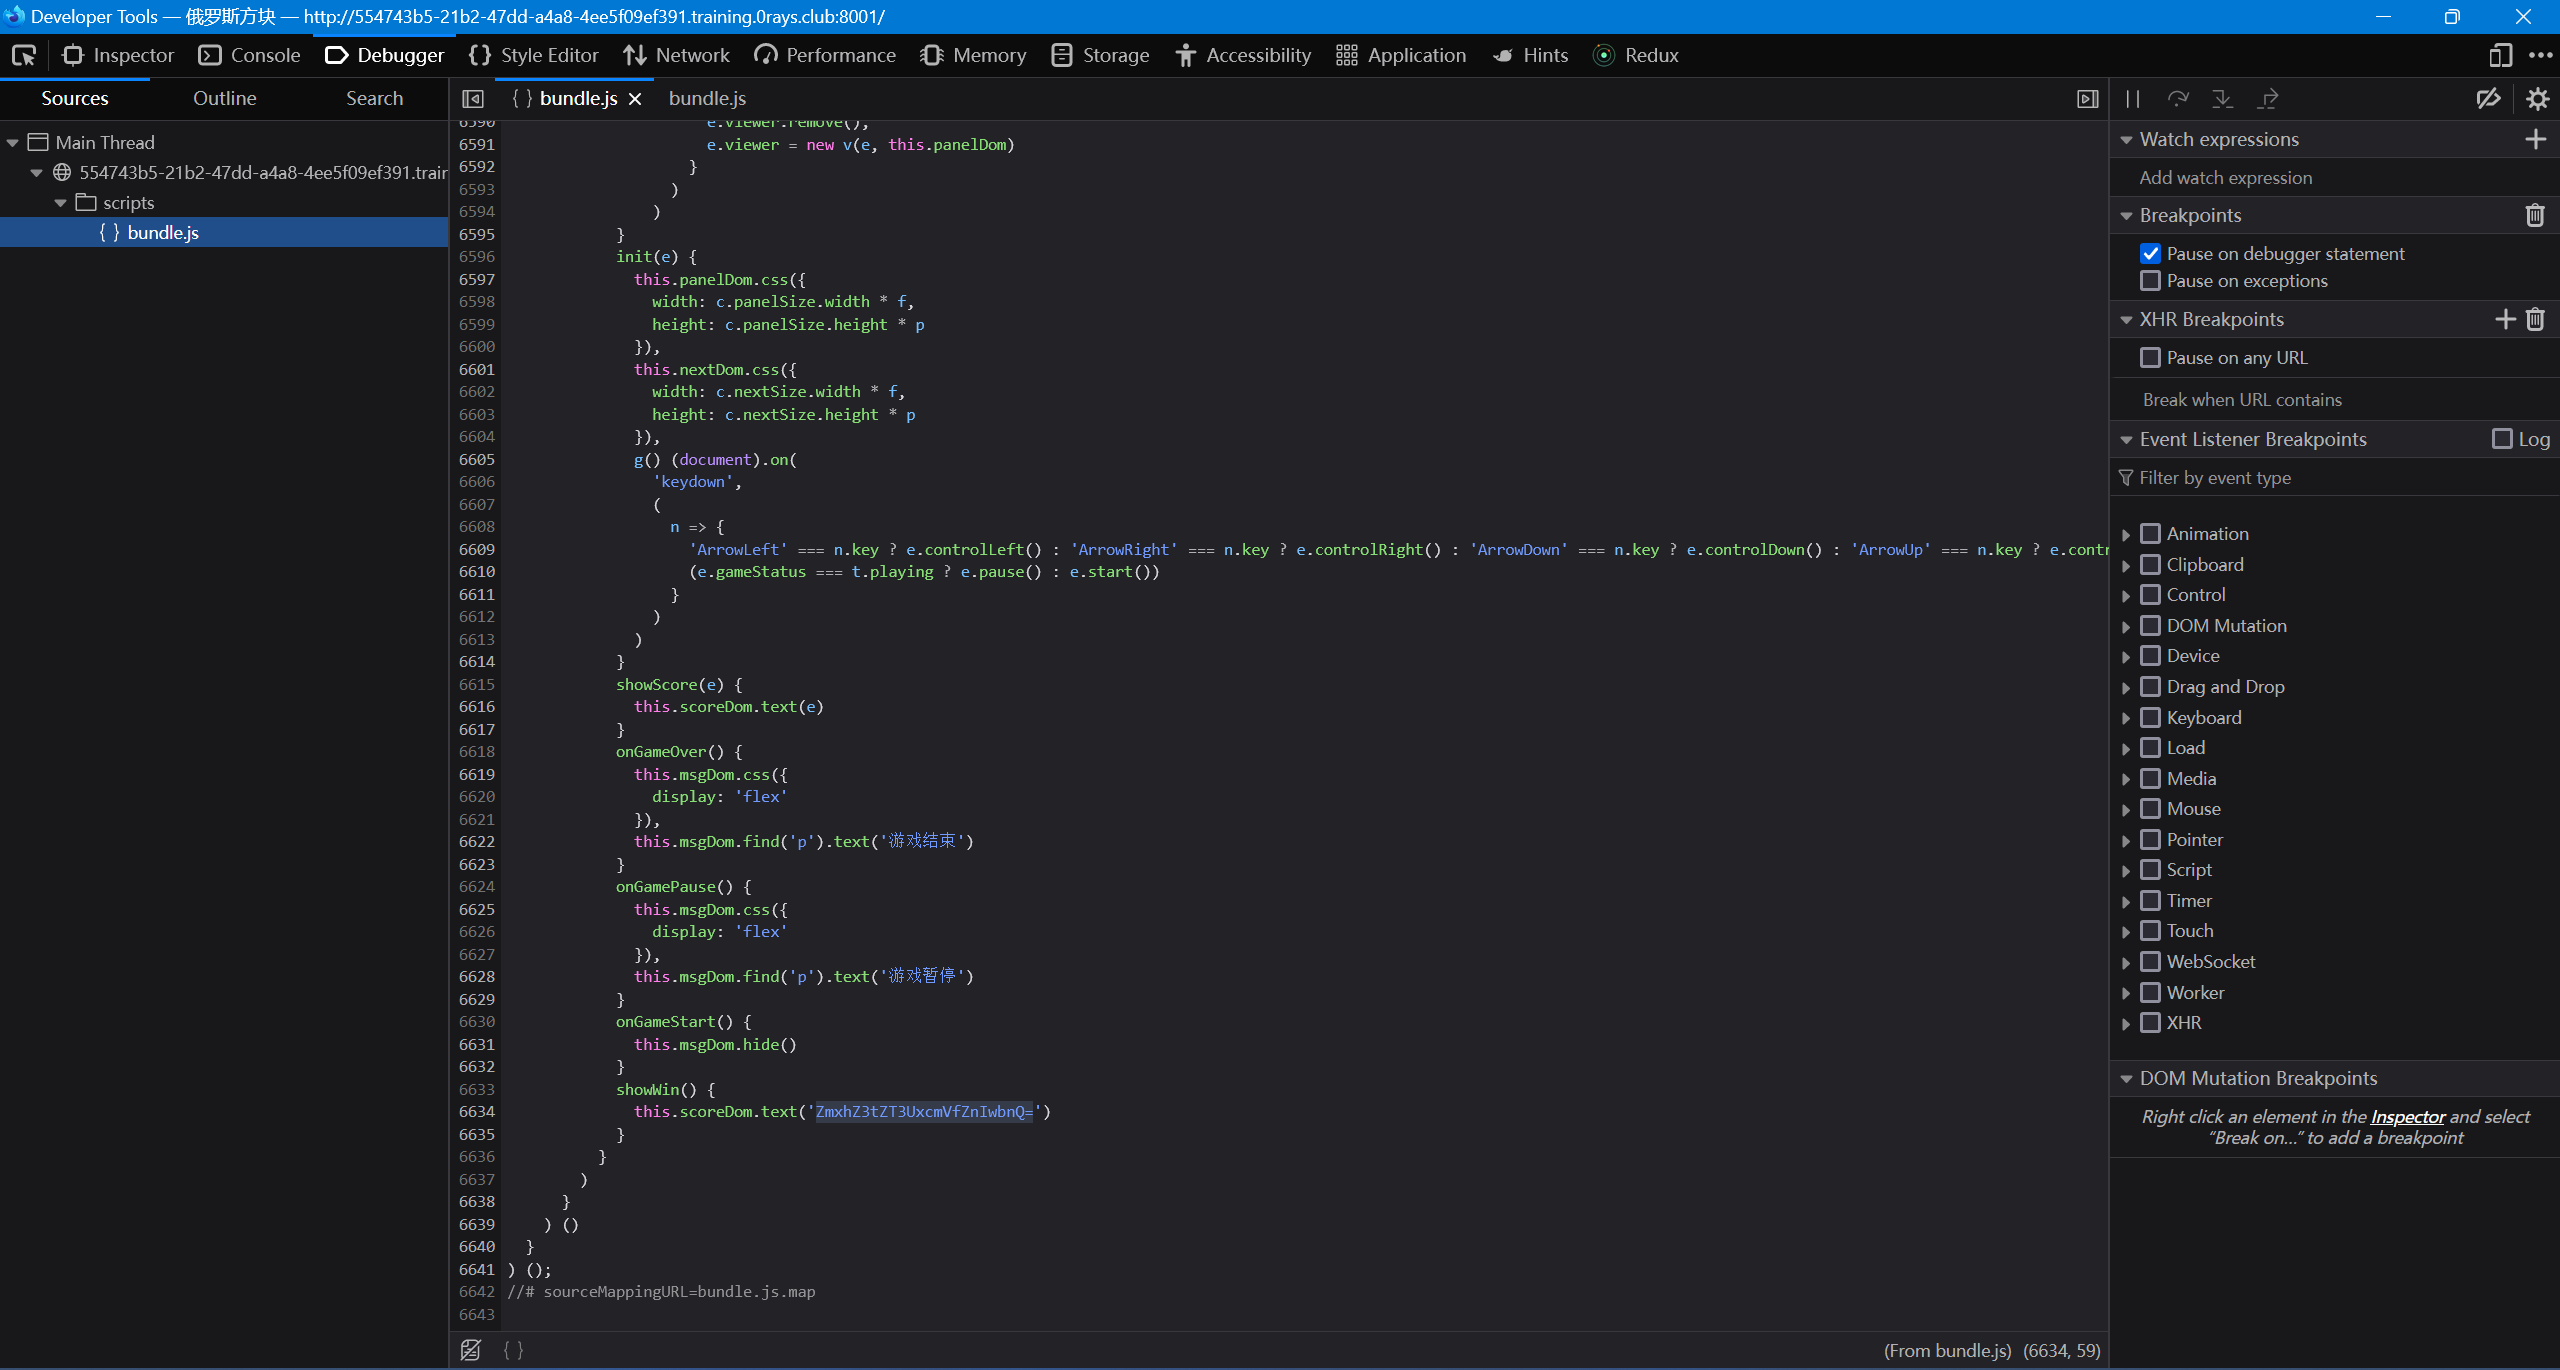 Developer Tools — 俄罗斯方块 — http://554743b5-21b2-47dd-a4a8-4ee5f09ef391.training.0rays.club:8001/
Inspector Console Debugger Style Editor Network Performance Memory Storage Accessibility Application Hints Redux
Sources Outline Search
Main Thread
554743b5-21b2-47dd-a4a8-4ee5f09ef391.trair
scripts
{ } bundle.js
{ } bundle.js bundle.js
6590 e.viewer.remove(),
6591 e.viewer = new v(e, this.panelDom)
6592 }
6593 )
6594 )
6595 }
6596 init(e) {
6597 this.panelDom.css({
6598 width: c.panelSize.width * f,
6599 height: c.panelSize.height * p
6600 }),
6601 this.nextDom.css({
6602 width: c.nextSize.width * f,
6603 height: c.nextSize.height * p
6604 }),
6605 g() (document).on(
6606 'keydown',
6607 (
6608 n => {
6609 'ArrowLeft' === n.key ? e.controlLeft() : 'ArrowRight' === n.key ? e.controlRight() : 'ArrowDown' === n.key ? e.controlDown() : 'ArrowUp' === n.key ? e.contr
6610 (e.gameStatus === t.playing ? e.pause() : e.start())
6611 }
6612 )
6613 )
6614 }
6615 showScore(e) {
6616 this.scoreDom.text(e)
6617 }
6618 onGameOver() {
6619 this.msgDom.css({
6620 display: 'flex'
6621 }),
6622 this.msgDom.find('p').text('游戏结束')
6623 }
6624 onGamePause() {
6625 this.msgDom.css({
6626 display: 'flex'
6627 }),
6628 this.msgDom.find('p').text('游戏暂停')
6629 }
6630 onGameStart() {
6631 this.msgDom.hide()
6632 }
6633 showWin() {
6634 this.scoreDom.text('ZmxhZ3tZT3UxcmVfZnIwbnQ=')
6635 }
6636 }
6637 )
6638 }
6639 ) ()
6640 }
6641 ) ();
6642 //# sourceMappingURL=bundle.js.map
6643
{ } (From bundle.js) (6634, 59)
Watch expressions
Add watch expression
Breakpoints
Pause on debugger statement
Pause on exceptions
XHR Breakpoints
Pause on any URL
Break when URL contains
Event Listener Breakpoints Log
Filter by event type
Animation
Clipboard
Control
DOM Mutation
Device
Drag and Drop
Keyboard
Load
Media
Mouse
Pointer
Script
Timer
Touch
WebSocket
Worker
XHR
DOM Mutation Breakpoints
Right click an element in the Inspector and select
“Break on...” to add a breakpoint